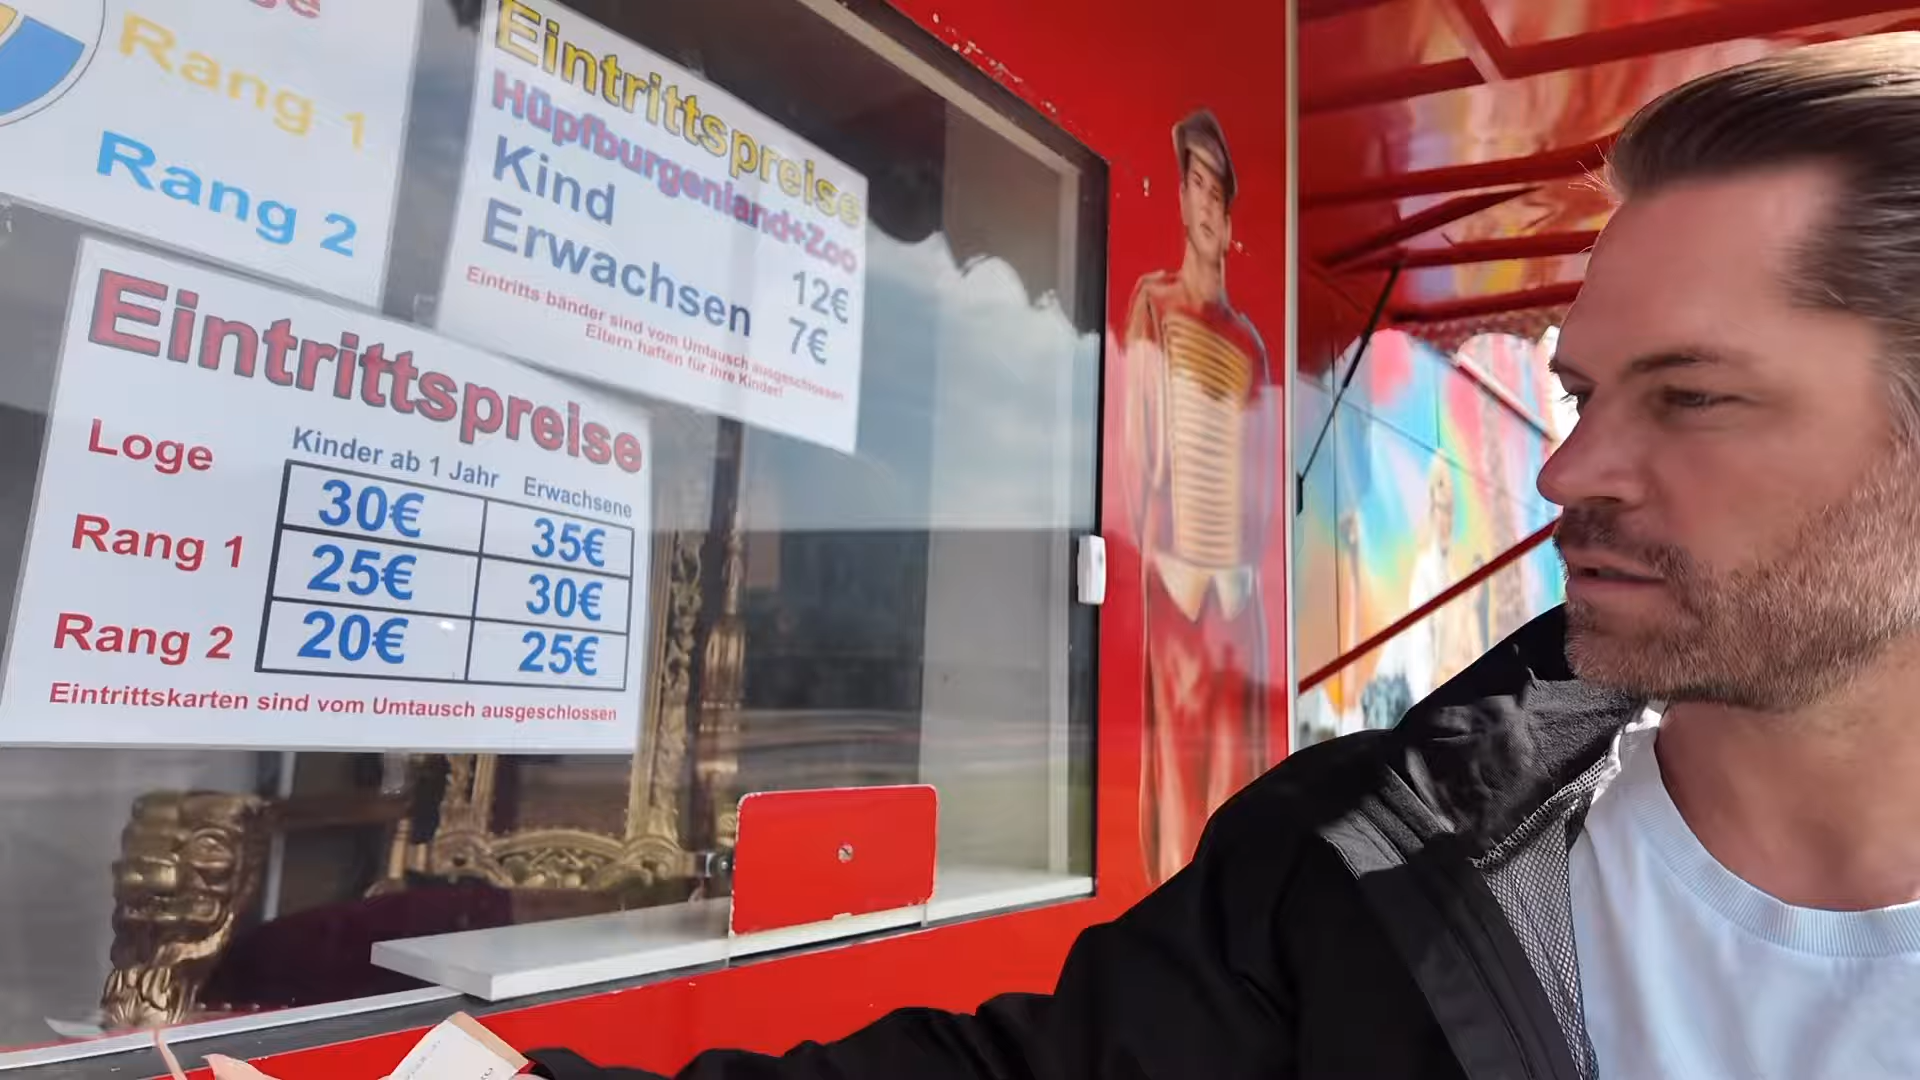 Rang 1
Rang 2
Eintrittspreise
Hüpfburgenland+Zoo
Kind 12€
Erwachsen 7€
Eintritts bänder sind vom Umtausch ausgeschlossen
Eltern haften für ihre Kinder!
Eintrittspreise
Kinder ab 1 Jahr Erwachsene
Loge 30€ 35€
Rang 1 25€ 30€
Rang 2 20€ 25€
Eintrittskarten sind vom Umtausch ausgeschlossen